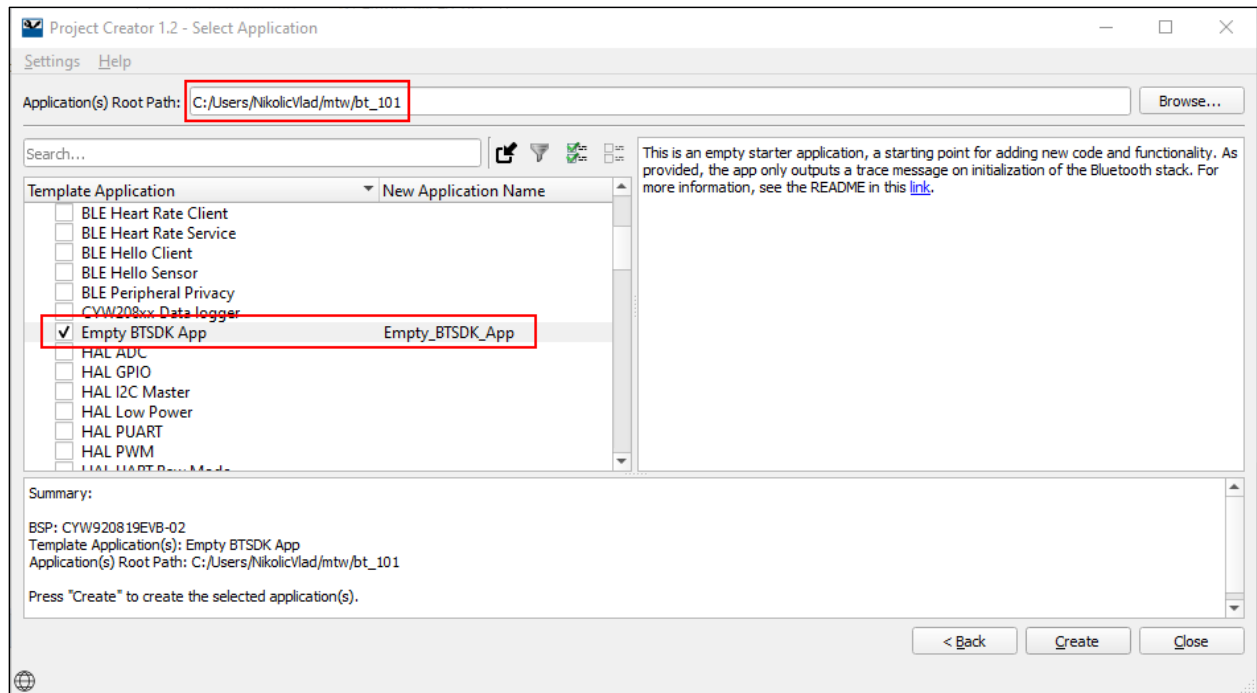 Project Creator 1.2 - Select Application
Settings Help
Application(s) Root Path: C:/Users/NikolicVlad/mtw/bt_101 Browse...
Search...
Template Application New Application Name
BLE Heart Rate Client
BLE Heart Rate Service
BLE Hello Client
BLE Hello Sensor
BLE Peripheral Privacy
CYW208xx Data logger
Empty BTSDK App Empty_BTSDK_App
HAL ADC
HAL GPIO
HAL I2C Master
HAL Low Power
HAL PUART
HAL PWM
HAL UART Raw Mode
This is an empty starter application, a starting point for adding new code and functionality. As
provided, the app only outputs a trace message on initialization of the Bluetooth stack. For
more information, see the README in this link.
Summary:
BSP: CYW920819EVB-02
Template Application(s): Empty BTSDK App
Application(s) Root Path: C:/Users/NikolicVlad/mtw/bt_101
Press "Create" to create the selected application(s).
< Back Create Close